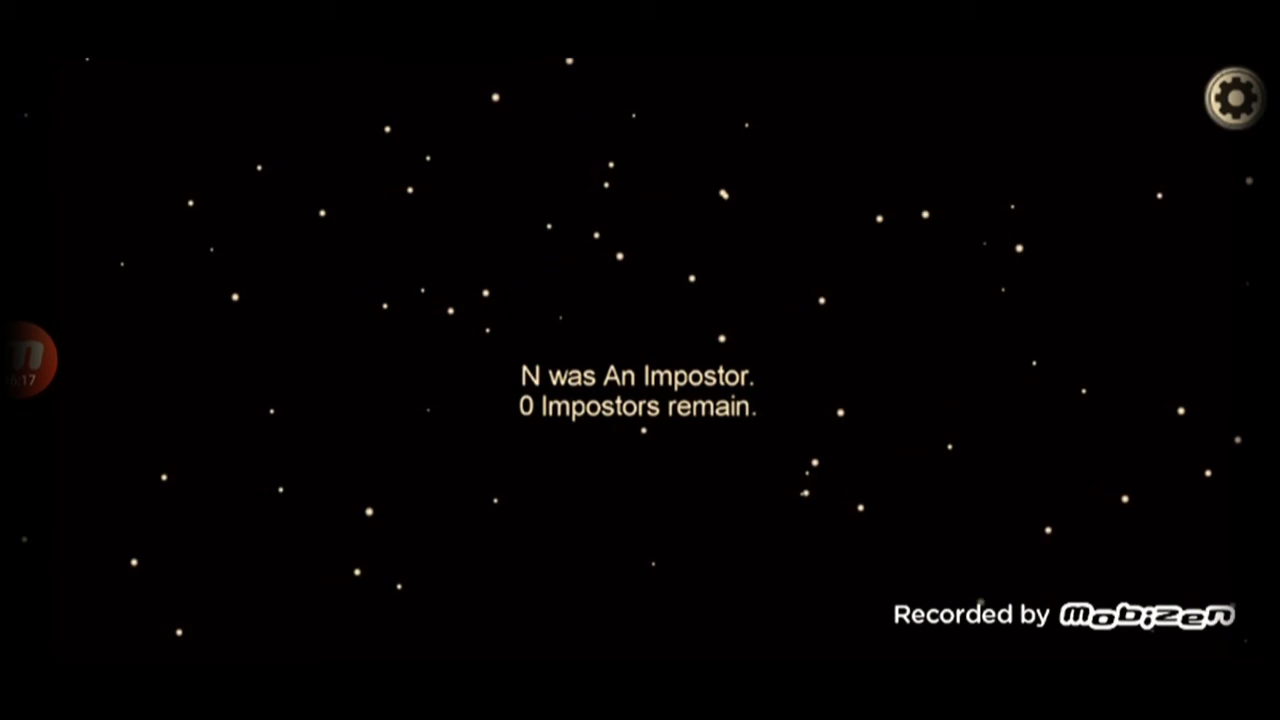 N was An Impostor.
0 Impostors remain.
Recorded by mobizen